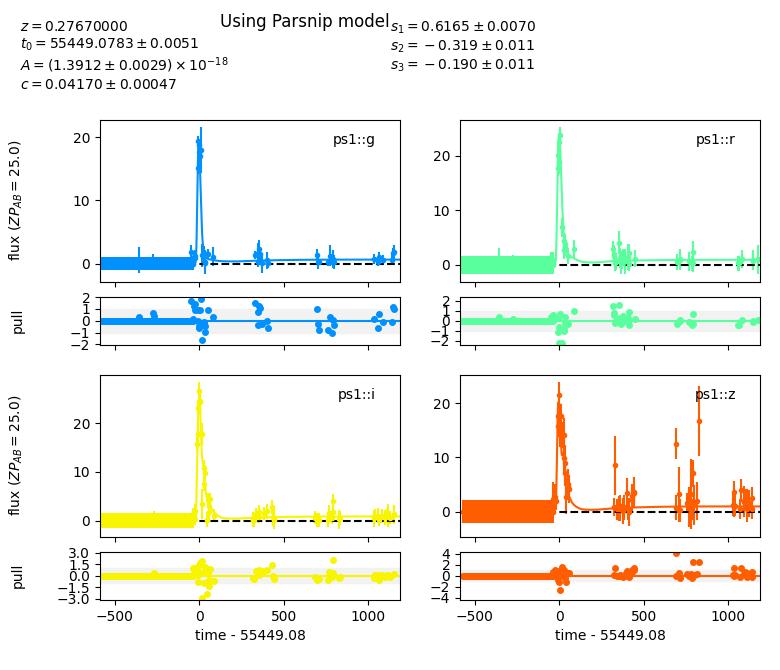 Using Parsnip model
z = 0.27670000
t0 = 55449.0783 ± 0.0051
A = (1.3912 ± 0.0029) × 10^−18
c = 0.04170 ± 0.00047
s1 = 0.6165 ± 0.0070
s2 = −0.319 ± 0.011
s3 = −0.190 ± 0.011
flux (ZP_AB = 25.0)
20
10
0
ps1::g
20
10
0
ps1::r
pull
2
1
0
−1
−2
2
1
0
−1
−2
flux (ZP_AB = 25.0)
20
10
0
ps1::i
20
10
0
ps1::z
pull
3.0
1.5
0.0
−1.5
−3.0
4
2
0
−2
−4
−500 0 500 1000
−500 0 500 1000
time - 55449.08
time - 55449.08